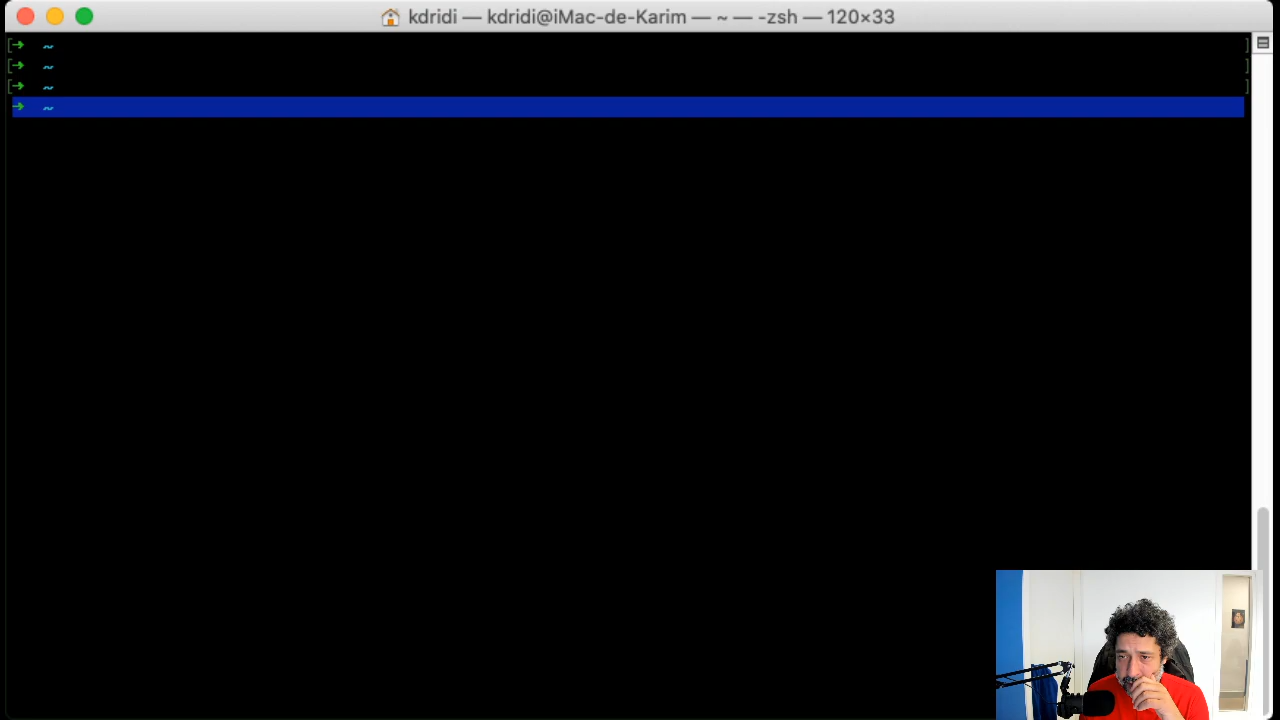 kdridi — kdridi@iMac-de-Karim — ~ — -zsh — 120×33
[➜ ~ ]
[➜ ~ ]
[➜ ~ ]
➜ ~